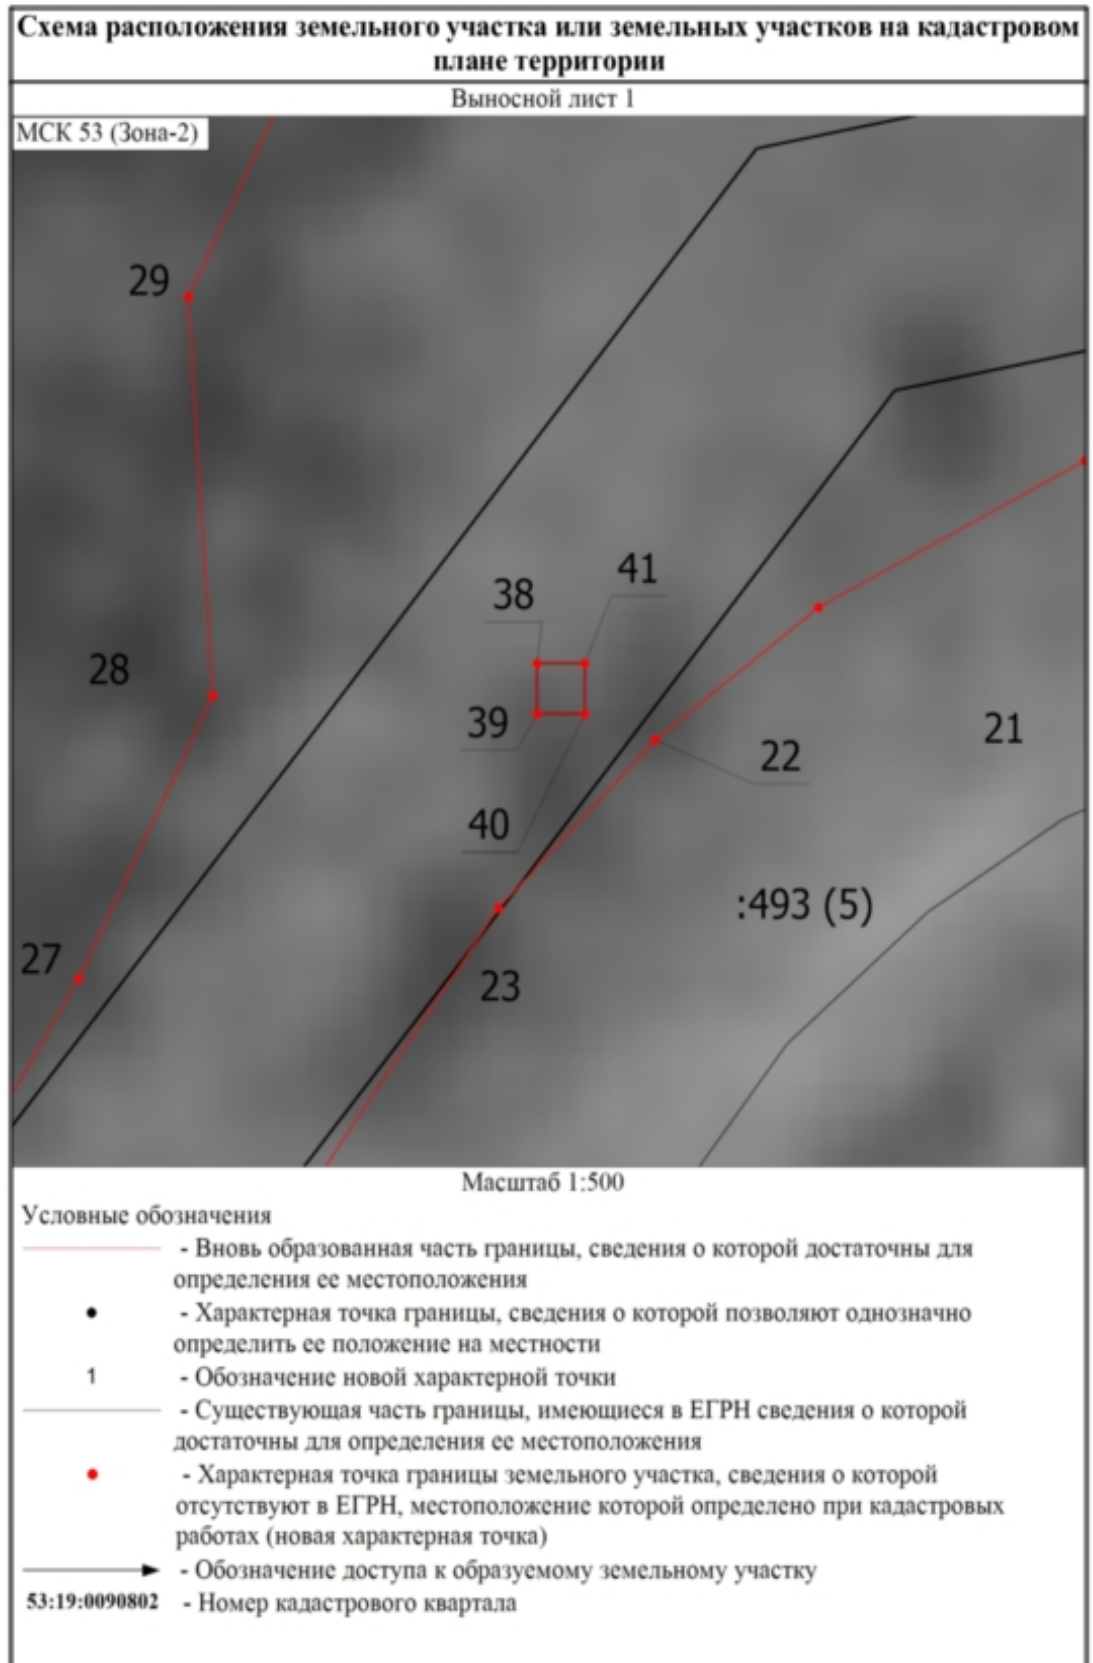 Схема расположения земельного участка или земельных участков на кадастровом
плане территории
Выносной лист 1
МСК 53 (Зона-2)
29
41
38
28
39
22
21
40
:493 (5)
27
23
Масштаб 1:500
Условные обозначения
- Вновь образованная часть границы, сведения о которой достаточны для
определения ее местоположения
- Характерная точка границы, сведения о которой позволяют однозначно
определить ее положение на местности
1 - Обозначение новой характерной точки
- Существующая часть границы, имеющиеся в ЕГРН сведения о которой
достаточны для определения ее местоположения
- Характерная точка границы земельного участка, сведения о которой
отсутствуют в ЕГРН, местоположение которой определено при кадастровых
работах (новая характерная точка)
- Обозначение доступа к образуемому земельному участку
53:19:0090802 - Номер кадастрового квартала